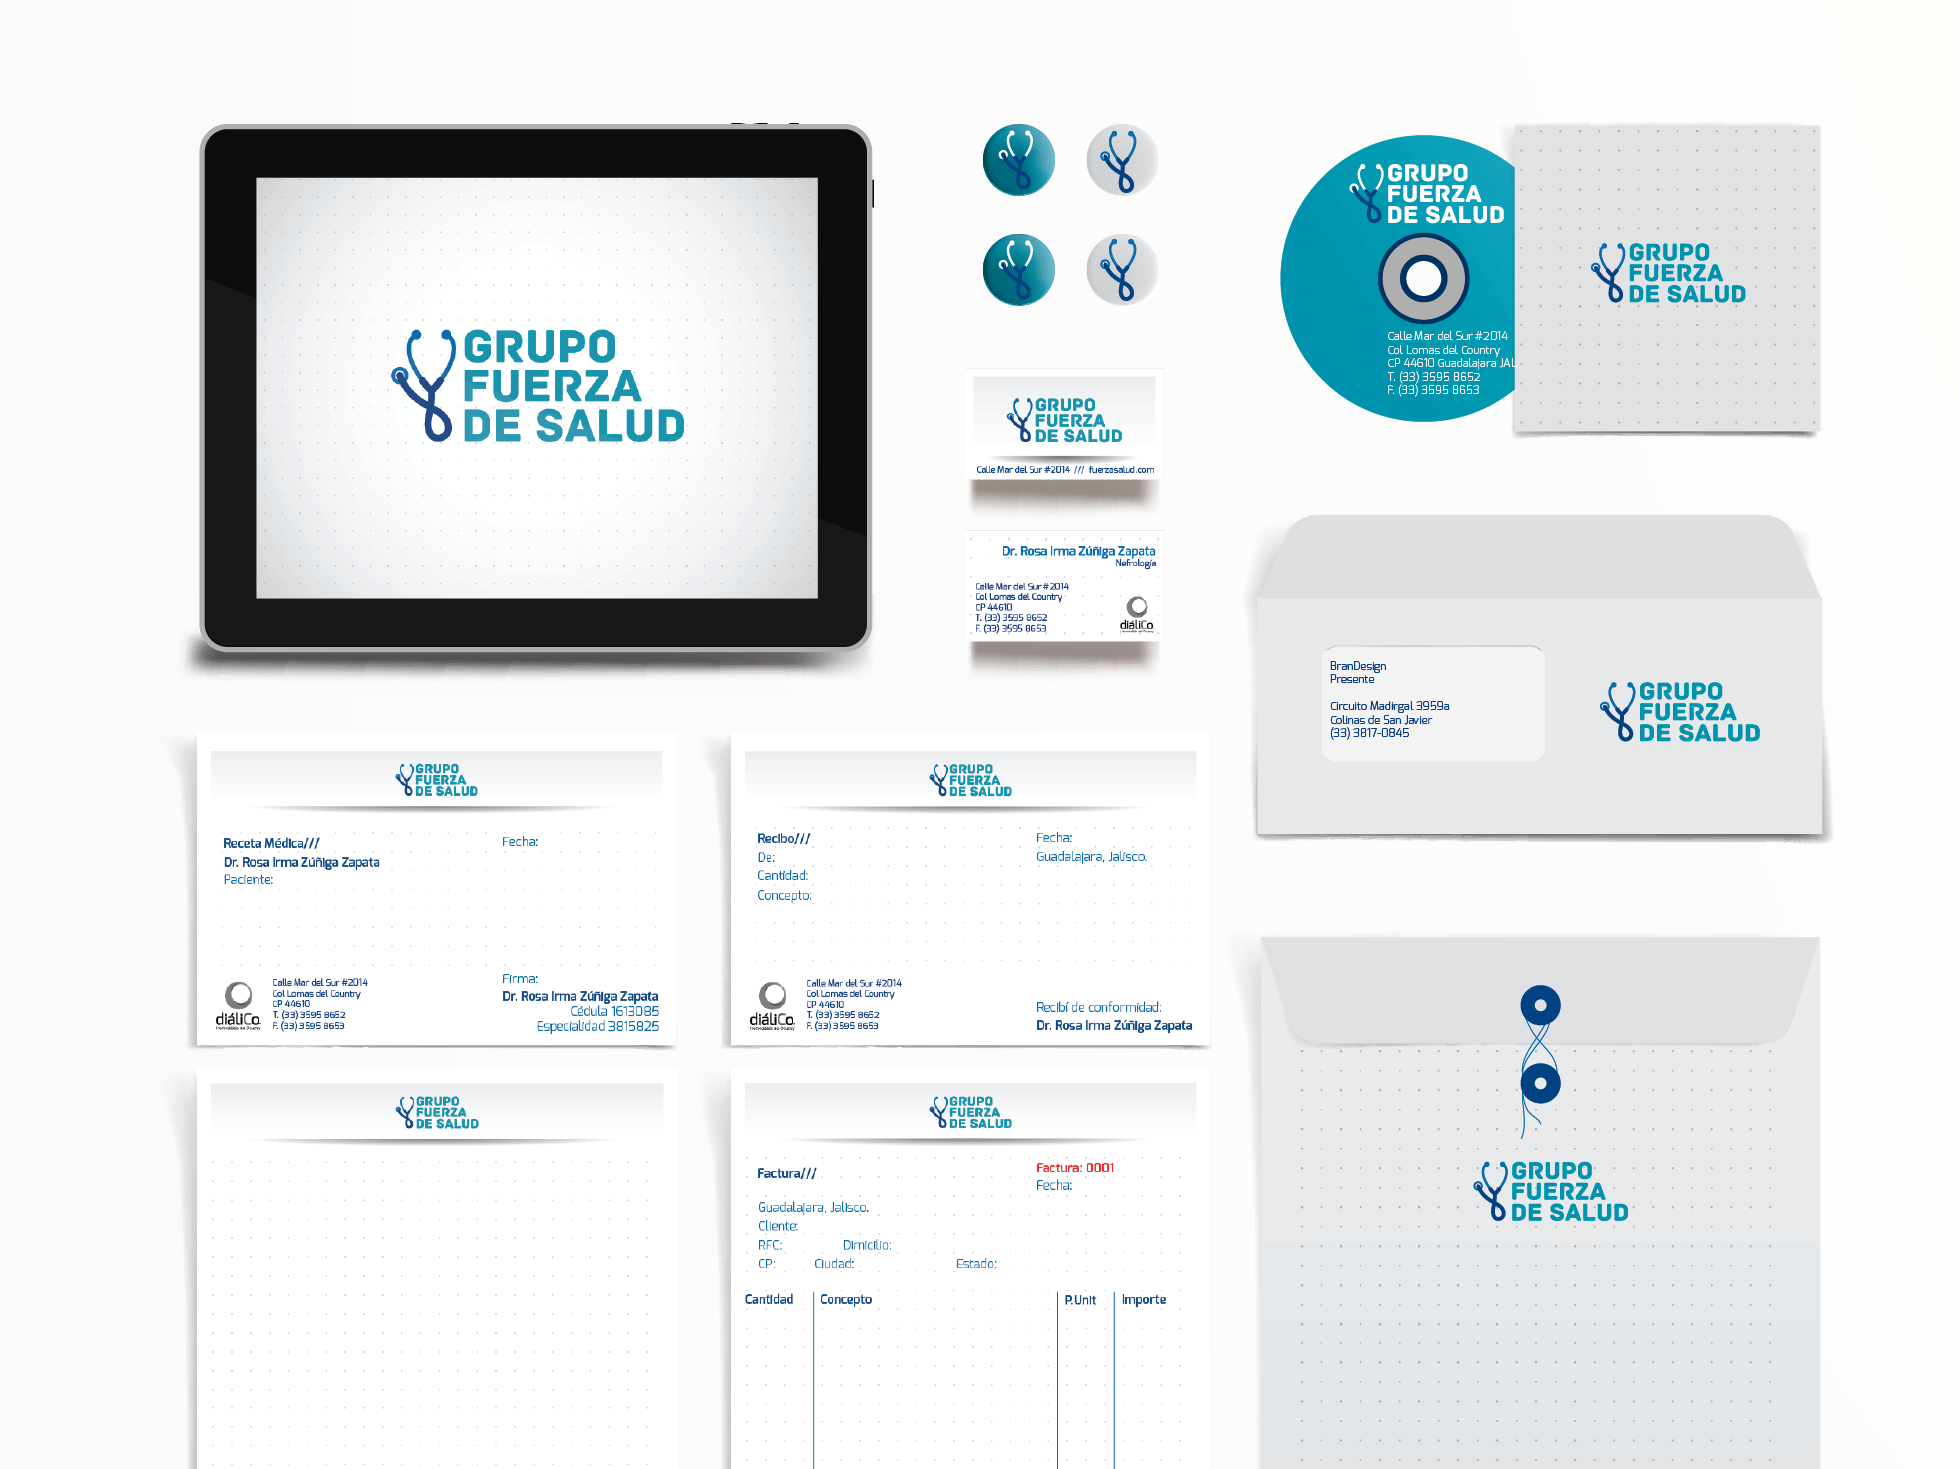 GRUPO
FUERZA
DE SALUD
GRUPO
FUERZA
DE SALUD
Calle Mar del Sur #2014
Col Lomas del Country
CP 44610 Guadalajara JAL
T. (33) 3595 8652
F. (33) 3595 8653
GRUPO
FUERZA
DE SALUD
GRUPO
FUERZA
DE SALUD
Calle Mar del Sur #2014 /// fuerzasalud.com
Dr. Rosa Irma Zúñiga Zapata
Nefrología
Calle Mar del Sur #2014
Col Lomas del Country
CP 44610
T. (33) 3595 8652
F. (33) 3595 8653
diáliCo.
BranDesign
Presente
Circuito Madirgal 3959a
Colinas de San Javier
(33) 3817-0845
GRUPO
FUERZA
DE SALUD
GRUPO
FUERZA
DE SALUD
Receta Médica///
Fecha:
Dr. Rosa Irma Zúñiga Zapata
Paciente:
diáliCo.
Calle Mar del Sur #2014
Col Lomas del Country
CP 44610
T. (33) 3595 8652
F. (33) 3595 8653
Firma:
Dr. Rosa Irma Zúñiga Zapata
Cédula 1613085
Especialidad 3815825
GRUPO
FUERZA
DE SALUD
Recibo///
Fecha:
De:
Guadalajara, Jalisco.
Cantidad:
Concepto:
diáliCo.
Calle Mar del Sur #2014
Col Lomas del Country
CP 44610
T. (33) 3595 8652
F. (33) 3595 8653
Recibí de conformidad:
Dr. Rosa Irma Zúñiga Zapata
GRUPO
FUERZA
DE SALUD
GRUPO
FUERZA
DE SALUD
Factura///
Factura: 0001
Fecha:
Guadalajara, Jalisco.
Cliente:
RFC: Dimicilio:
CP: Ciudad: Estado:
Cantidad Concepto P.Unit Importe
GRUPO
FUERZA
DE SALUD